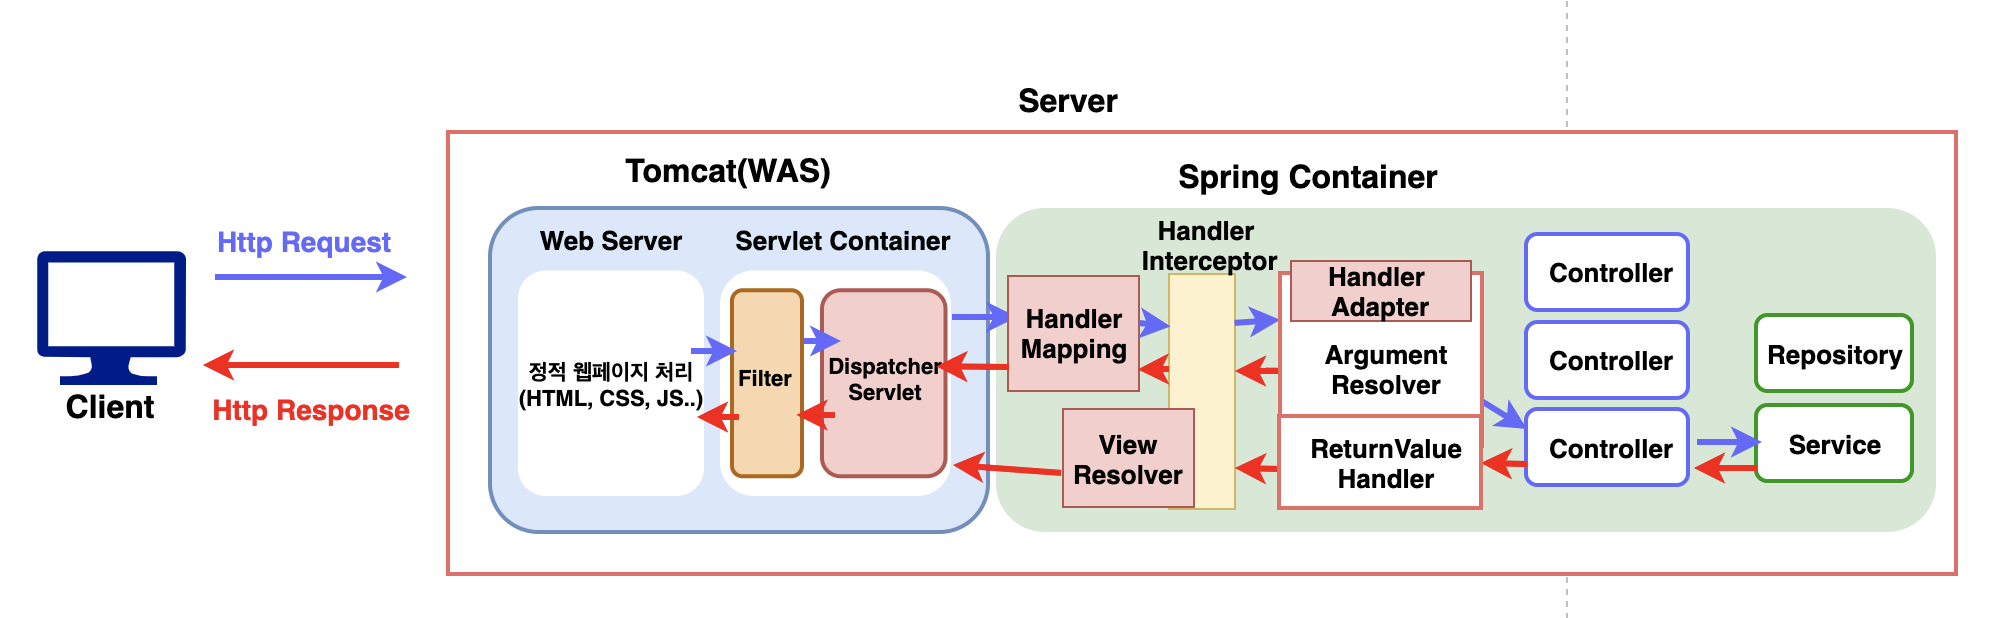 Server
Tomcat(WAS)
Spring Container
Http Request
Http Response
Client
Web Server
정적 웹페이지 처리
(HTML, CSS, JS..)
Servlet Container
Filter
Dispatcher
Servlet
Handler
Mapping
View
Resolver
Handler
Interceptor
Handler
Adapter
Argument
Resolver
ReturnValue
Handler
Controller
Controller
Controller
Repository
Service